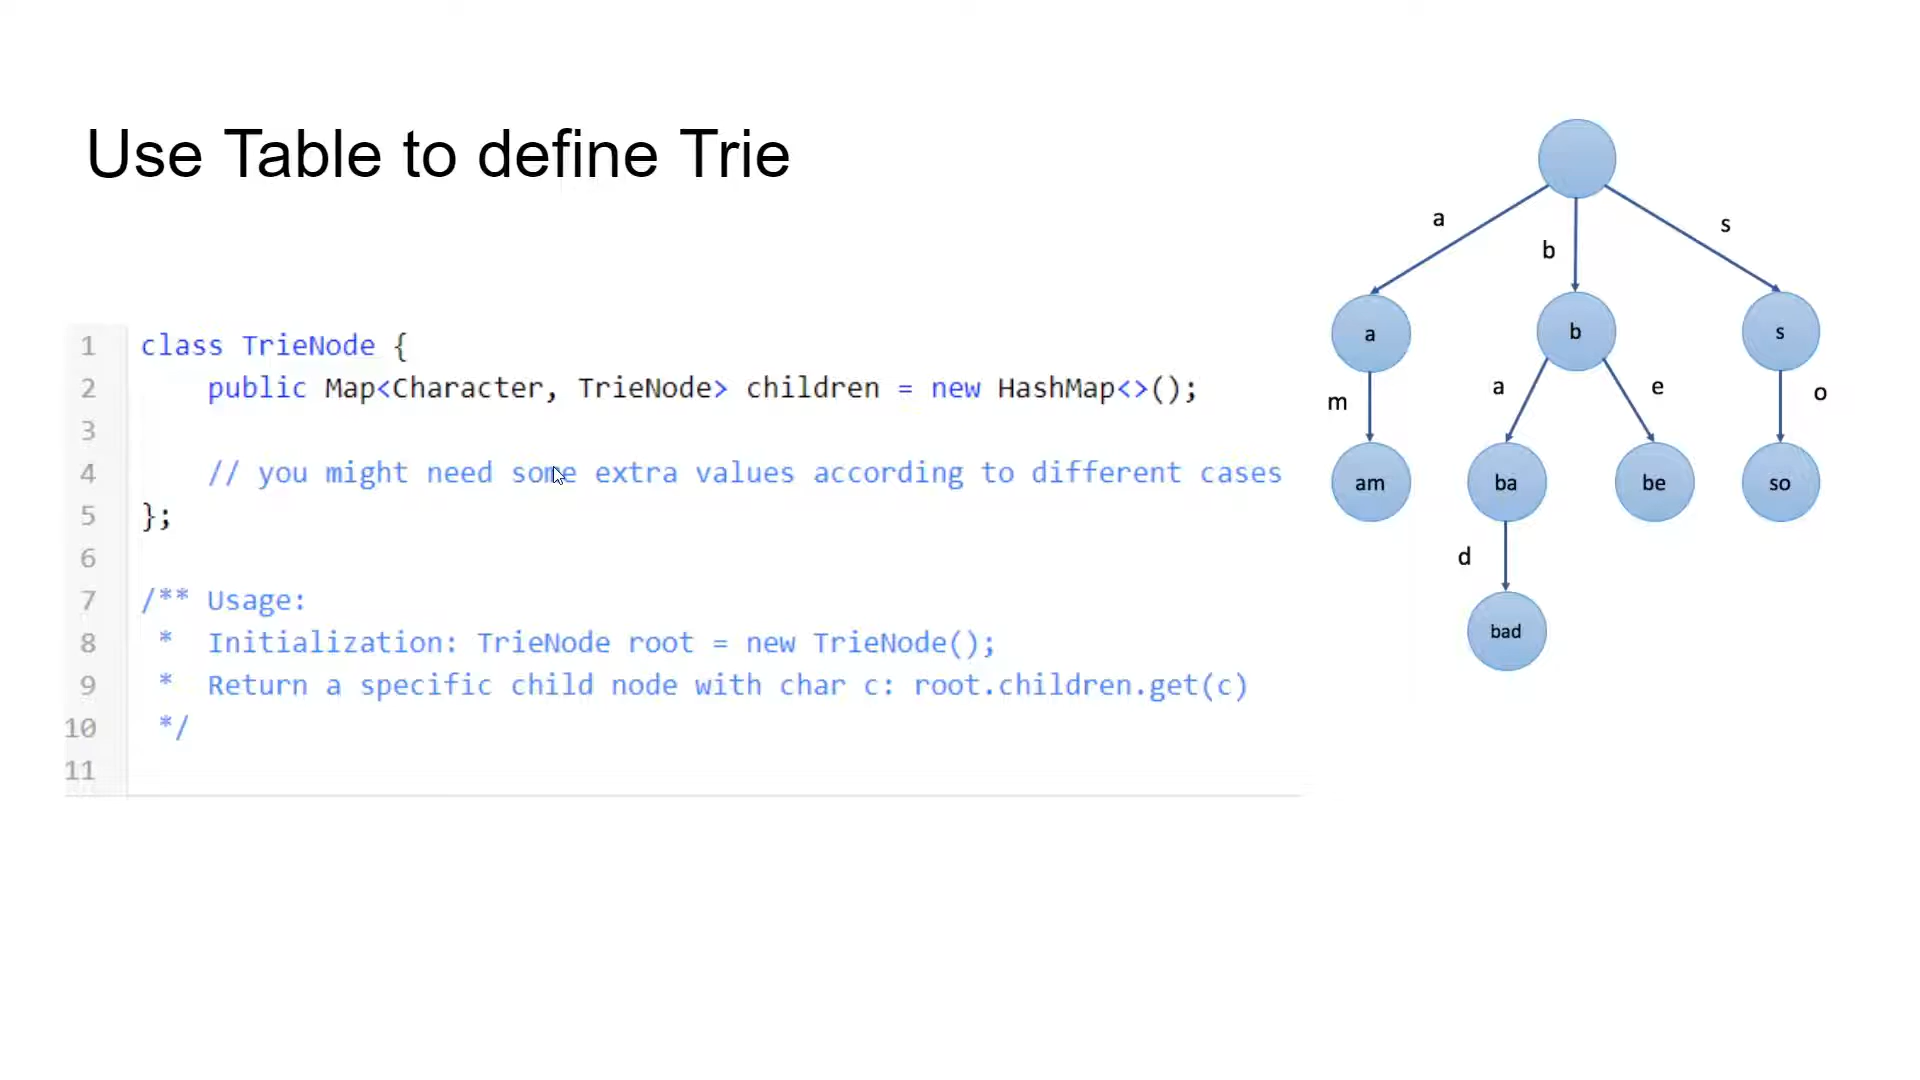 Use Table to define Trie
1 class TrieNode {
2 public Map<Character, TrieNode> children = new HashMap<>();
3
4 // you might need some extra values according to different cases
5 };
6
7 /** Usage:
8 * Initialization: TrieNode root = new TrieNode();
9 * Return a specific child node with char c: root.children.get(c)
10 */
11
a
b
s
a
b
s
m
a
e
o
am
ba
be
so
d
bad